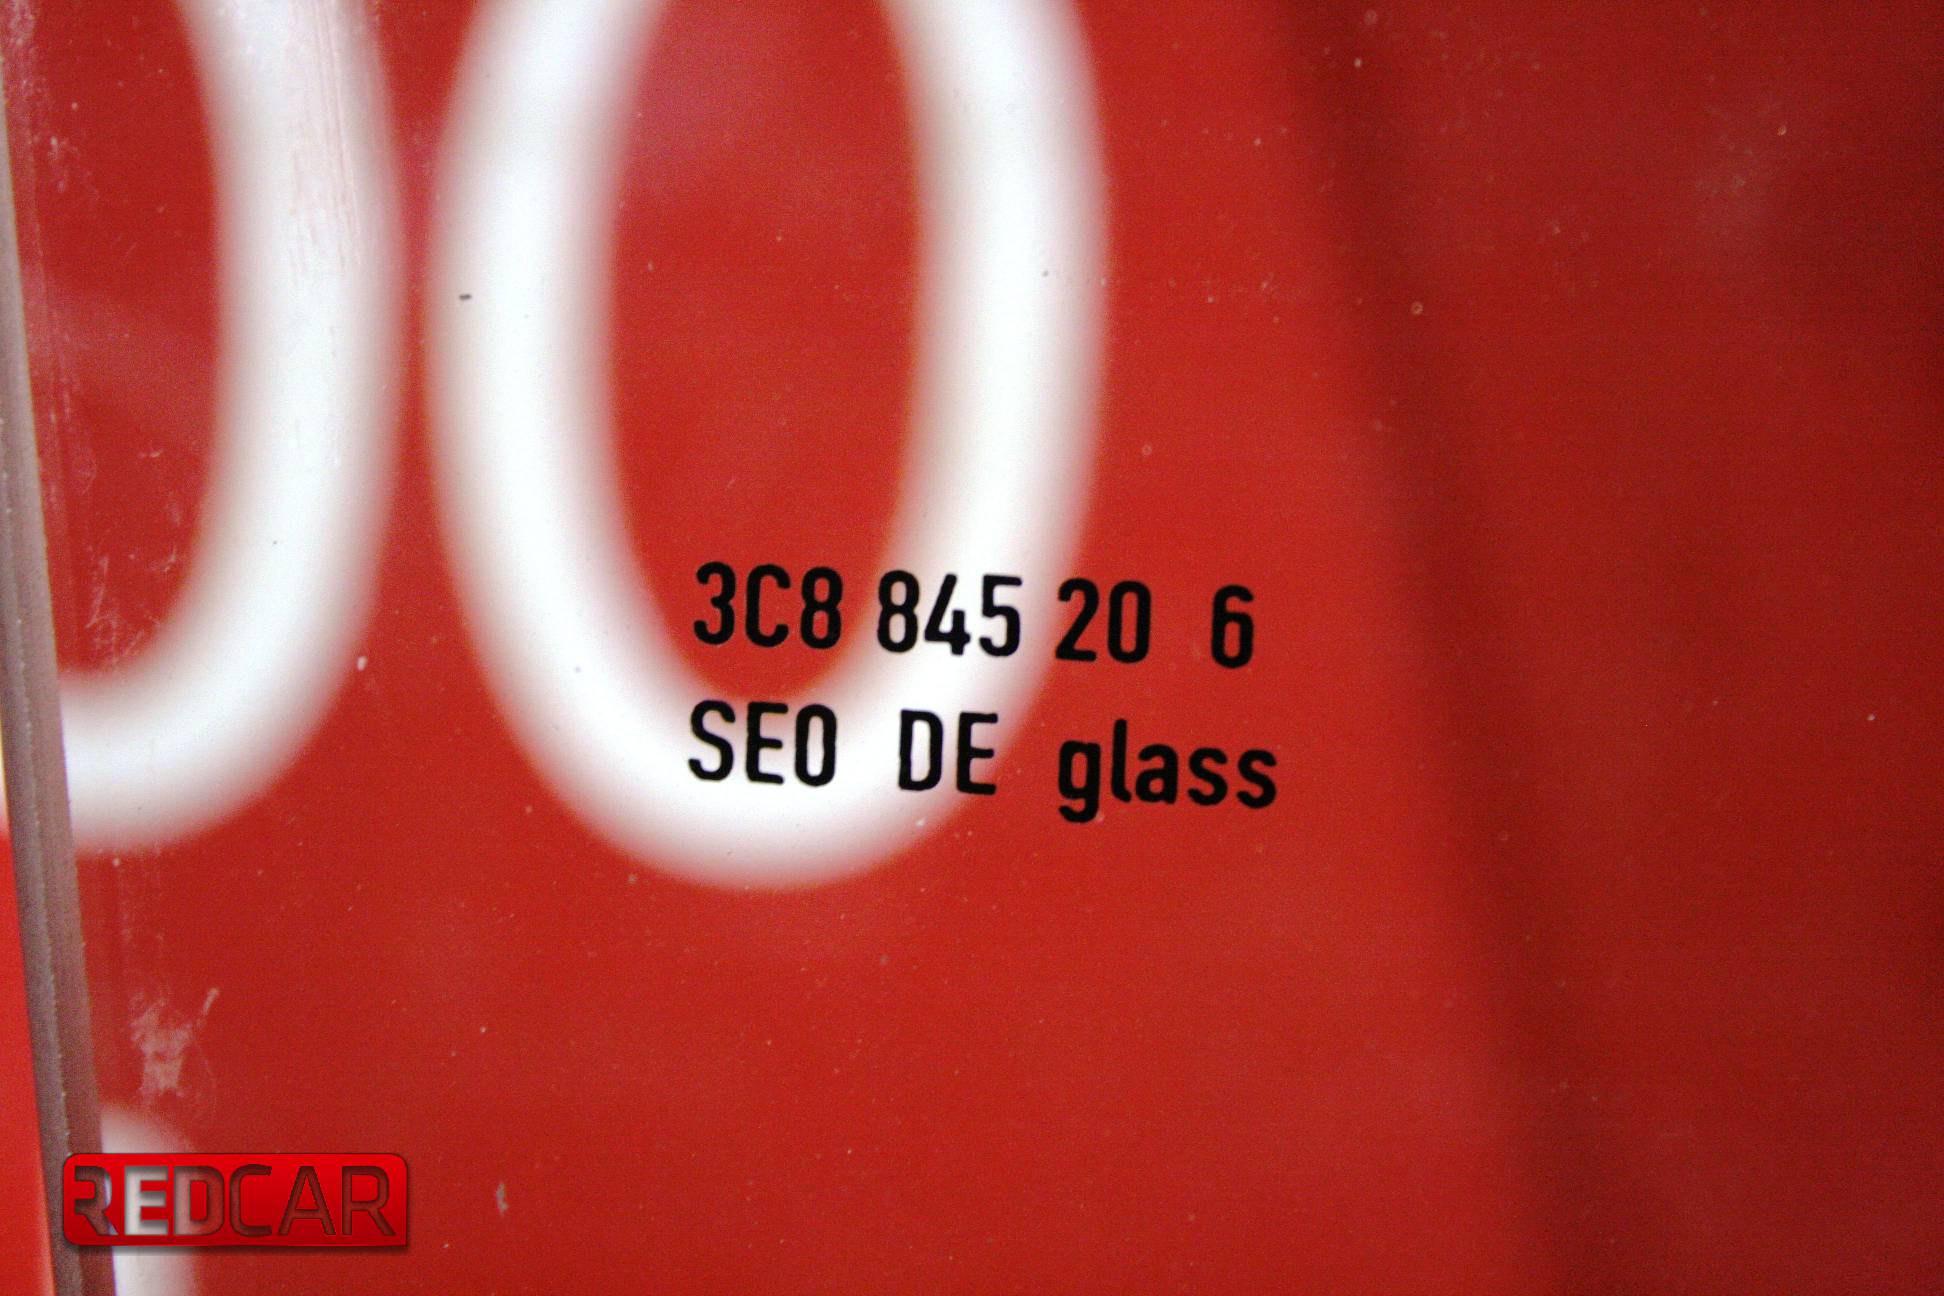 3C8 845 20 6
SEO DE glass
REDCAR